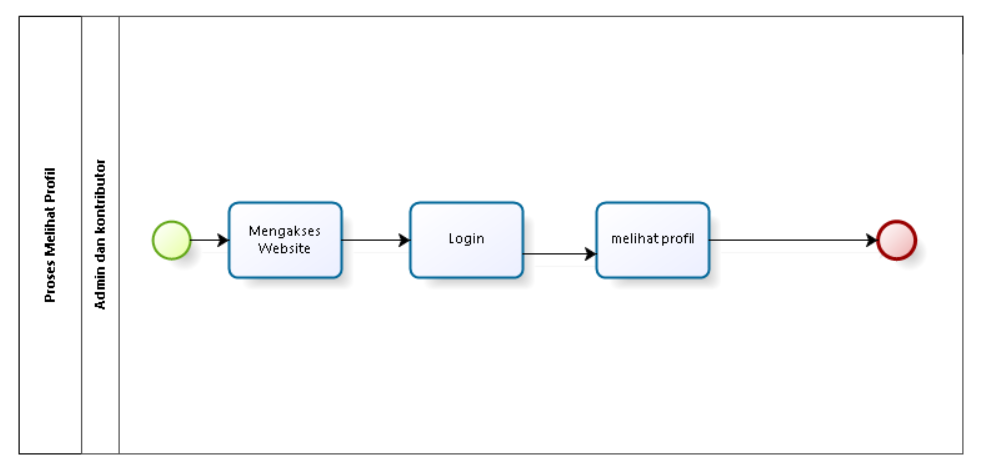 Proses Melihat Profil
Admin dan kontributor
Mengakses
Website
Login
melihat profil